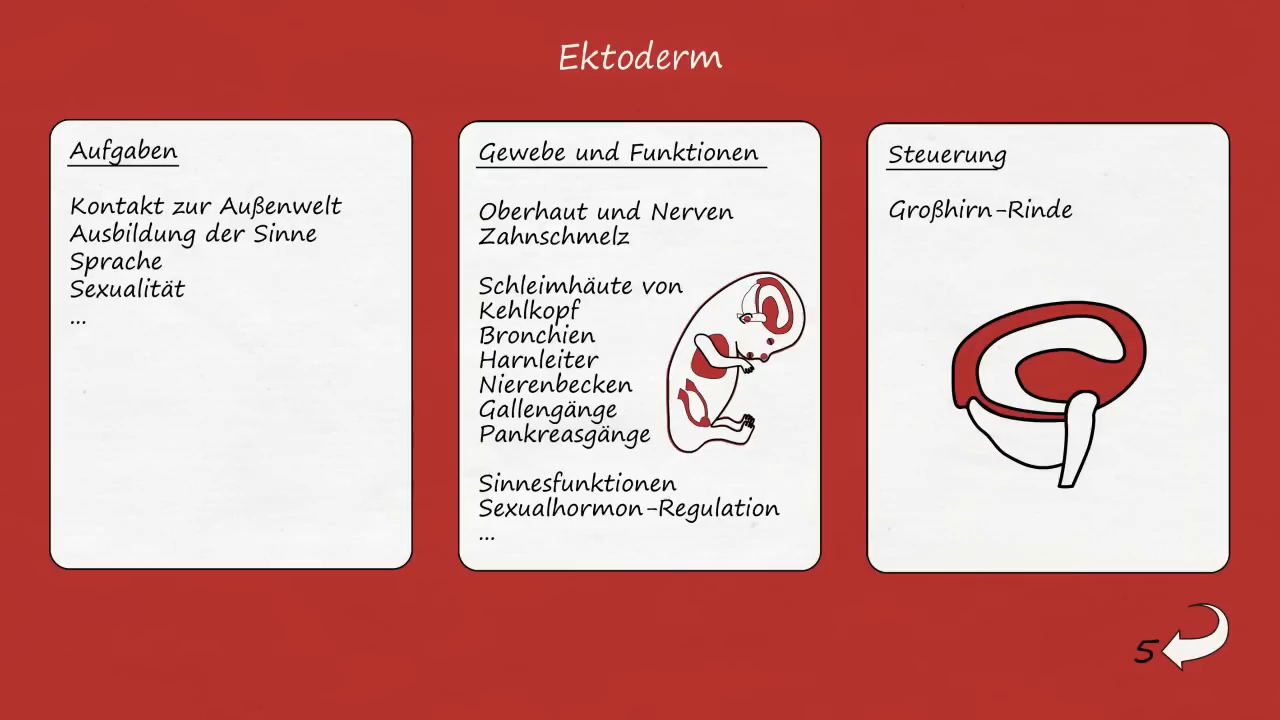 Ektoderm
Aufgaben
Kontakt zur Außenwelt
Ausbildung der Sinne
Sprache
Sexualität
...
Gewebe und Funktionen
Oberhaut und Nerven
Zahnschmelz
Schleimhäute von
Kehlkopf
Bronchien
Harnleiter
Nierenbecken
Gallengänge
Pankreasgänge
Sinnesfunktionen
Sexualhormon-Regulation
...
Steuerung
Großhirn-Rinde
5